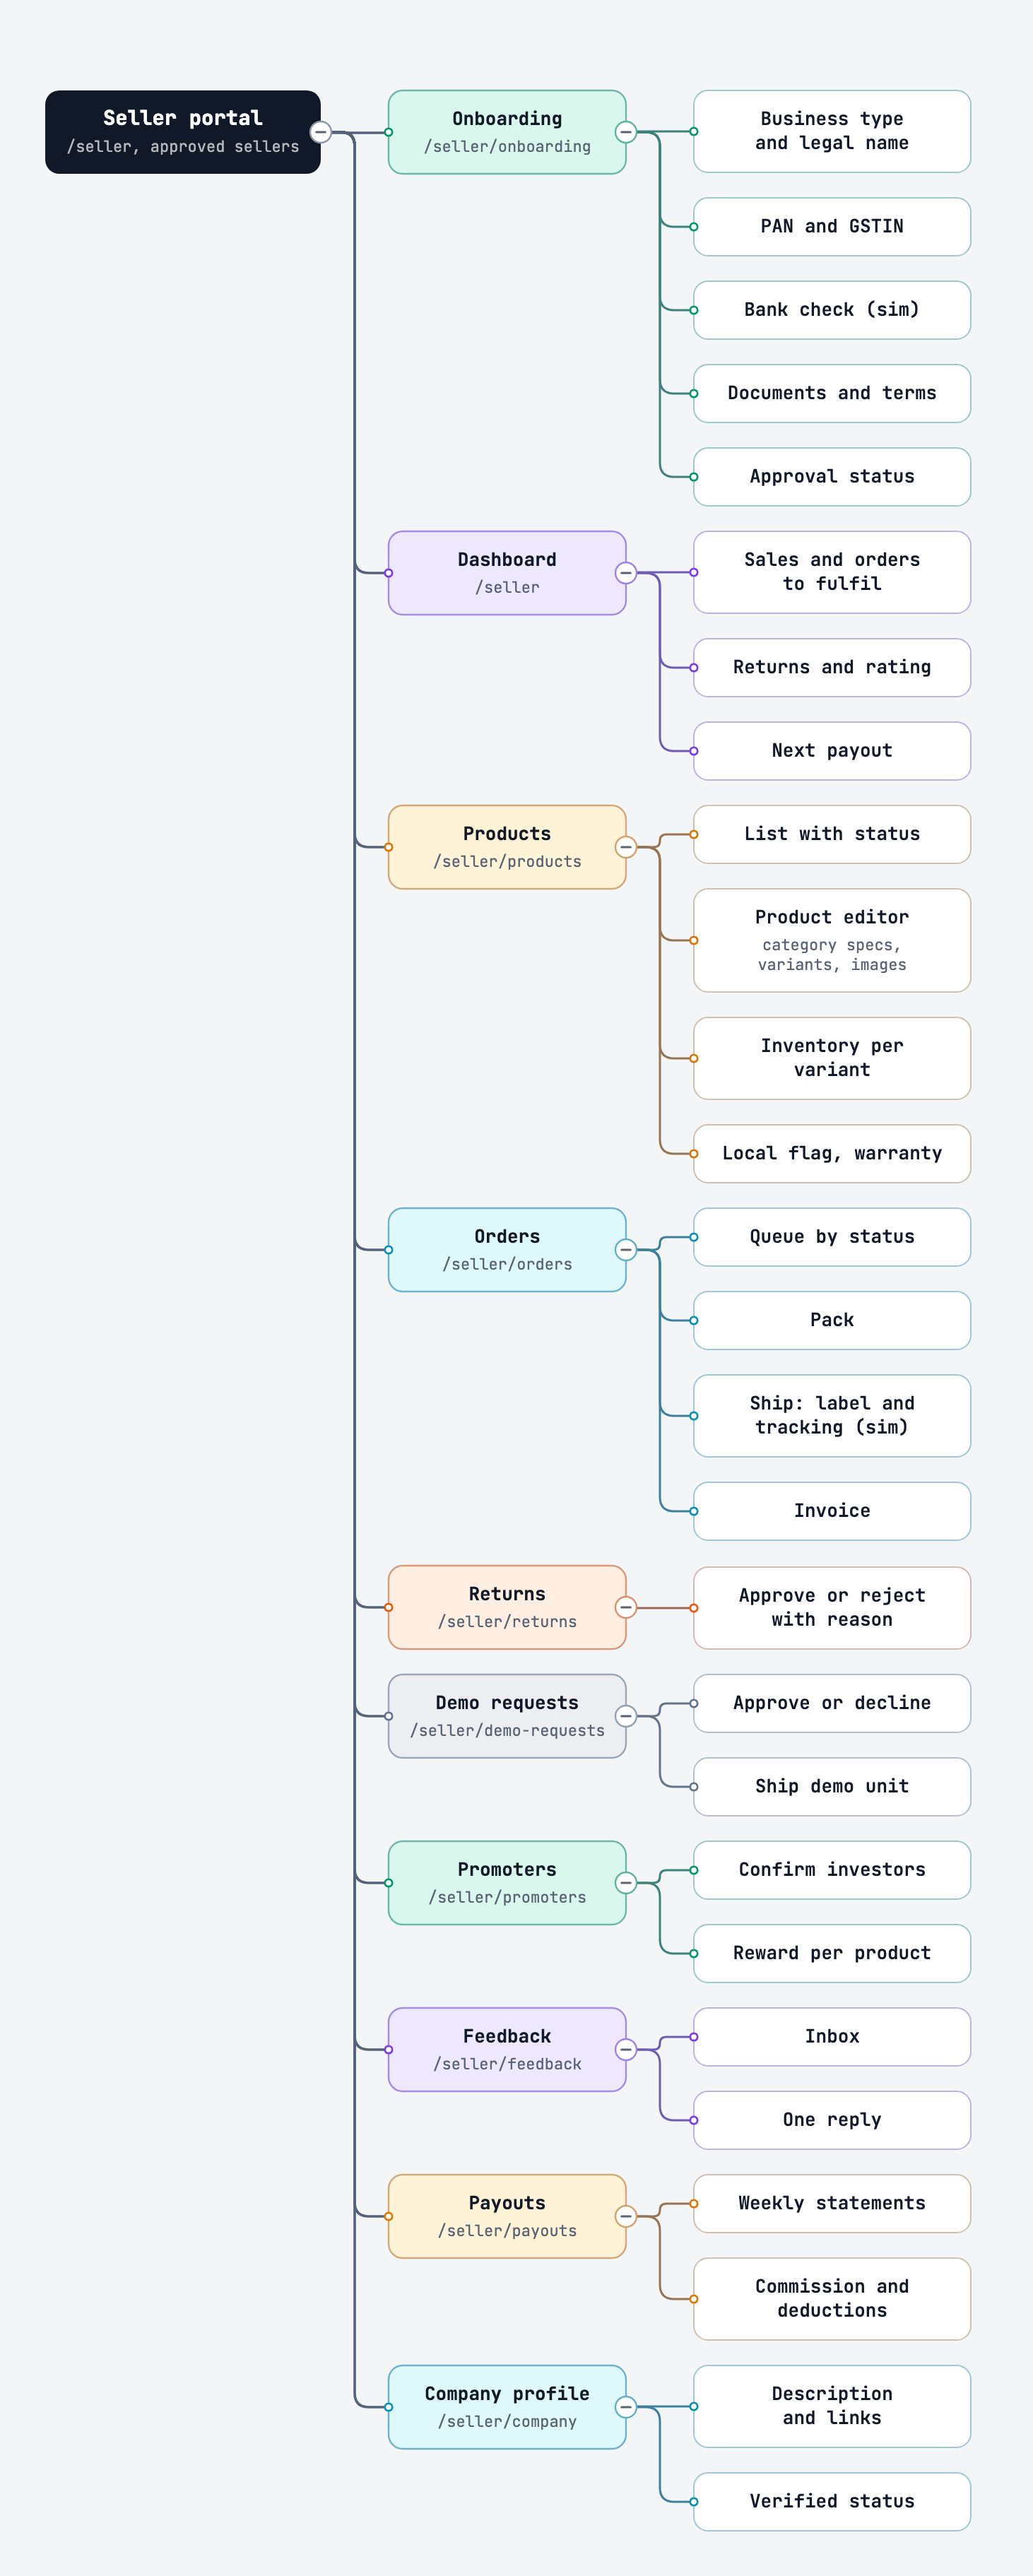 Seller portal
/seller, approved sellers
Onboarding
/seller/onboarding
Business type
and legal name
PAN and GSTIN
Bank check (sim)
Documents and terms
Approval status
Dashboard
/seller
Sales and orders
to fulfil
Returns and rating
Next payout
Products
/seller/products
List with status
Product editor
category specs,
variants, images
Inventory per
variant
Local flag, warranty
Orders
/seller/orders
Queue by status
Pack
Ship: label and
tracking (sim)
Invoice
Returns
/seller/returns
Approve or reject
with reason
Demo requests
/seller/demo-requests
Approve or decline
Ship demo unit
Promoters
/seller/promoters
Confirm investors
Reward per product
Feedback
/seller/feedback
Inbox
One reply
Payouts
/seller/payouts
Weekly statements
Commission and
deductions
Company profile
/seller/company
Description
and links
Verified status